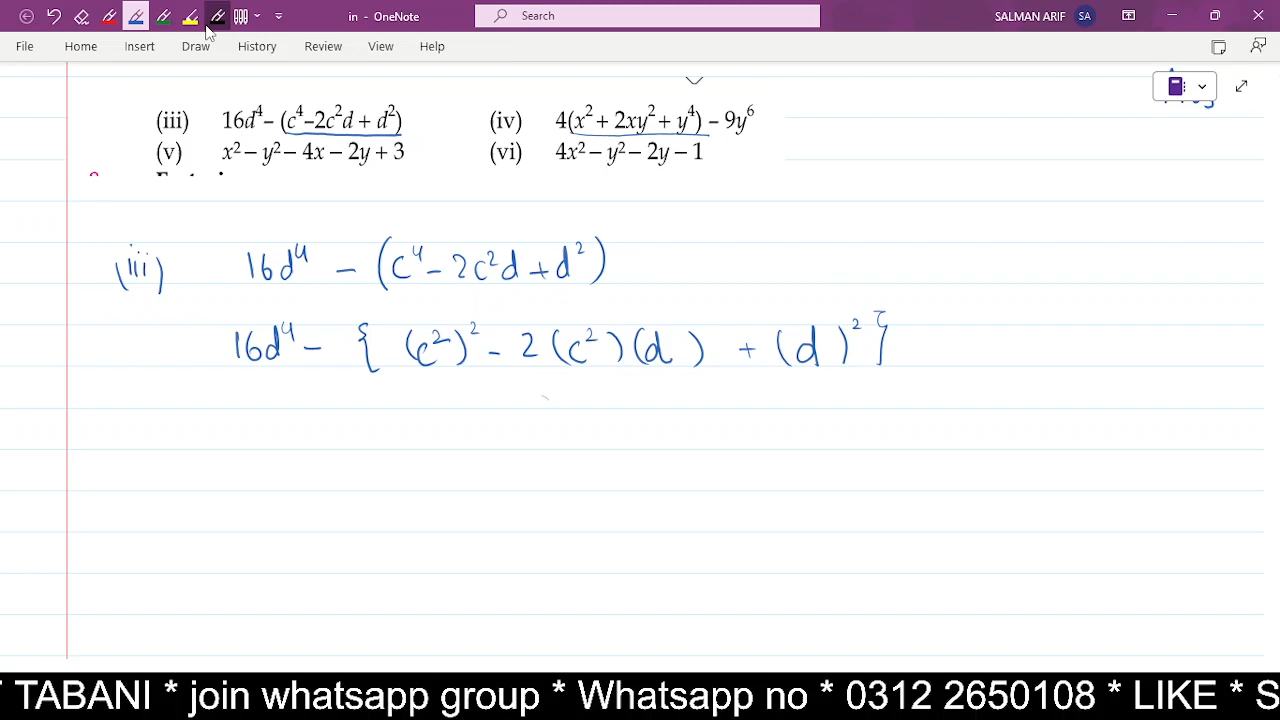 in - OneNote
Search
SALMAN ARIF SA
File Home Insert Draw History Review View Help
(iii) 16d⁴– (c⁴–2c²d + d²) (iv) 4(x² + 2xy² + y⁴) – 9y⁶
(v) x² – y² – 4x – 2y + 3 (vi) 4x² – y² – 2y – 1
(iii) 16d⁴ – (c⁴ – 2c²d + d²)
16d⁴ – { (c²)² – 2 (c²) (d) + (d)² }
TABANI * join whatsapp group * Whatsapp no * 0312 2650108 * LIKE * S